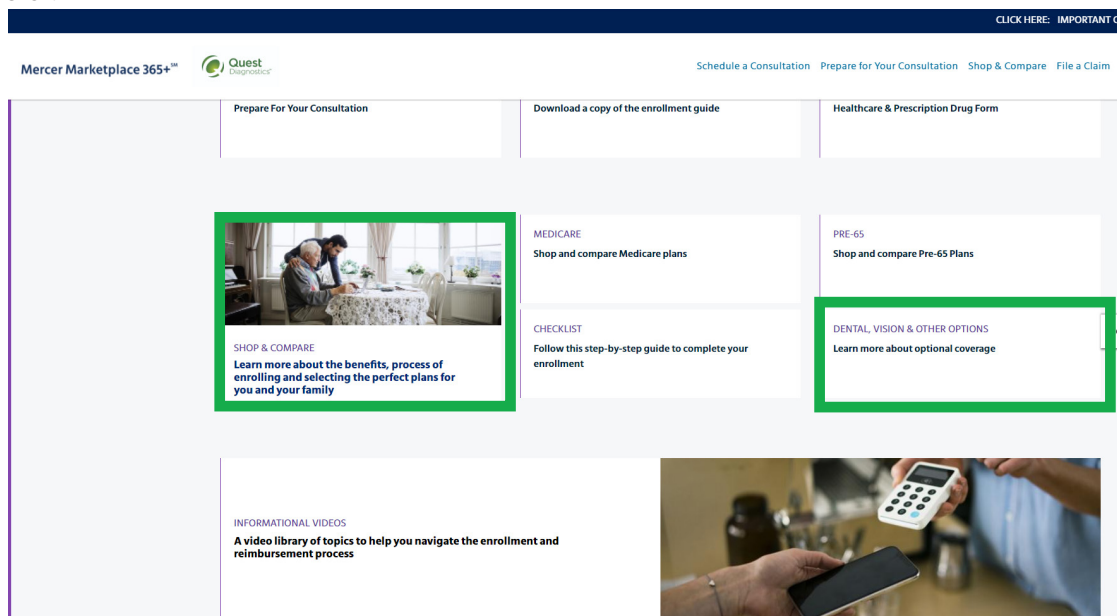 CLICK HERE: IMPORTANT
Mercer Marketplace 365+℠
Quest
Diagnostics®
Schedule a Consultation Prepare for Your Consultation Shop & Compare File a Claim
Prepare For Your Consultation
Download a copy of the enrollment guide
Healthcare & Prescription Drug Form
MEDICARE
Shop and compare Medicare plans
PRE-65
Shop and compare Pre-65 Plans
SHOP & COMPARE
Learn more about the benefits, process of
enrolling and selecting the perfect plans for
you and your family
CHECKLIST
Follow this step-by-step guide to complete your
enrollment
DENTAL, VISION & OTHER OPTIONS
Learn more about optional coverage
INFORMATIONAL VIDEOS
A video library of topics to help you navigate the enrollment and
reimbursement process